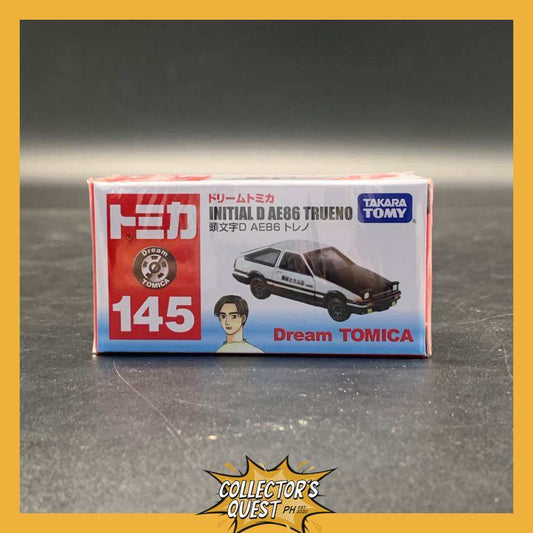 トミカ
Dream
TOMICA
145
ドリームトミカ
INITIAL D AE86 TRUENO
頭文字D AE86 トレノ
TAKARA
TOMY
Dream TOMICA
COLLECTOR'S
QUEST PH